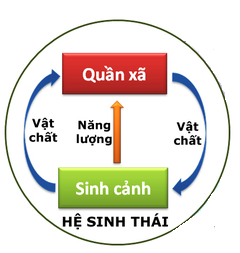 Quần xã
Vật
chất
Năng
lượng
Vật
chất
Sinh cảnh
HỆ SINH THÁI